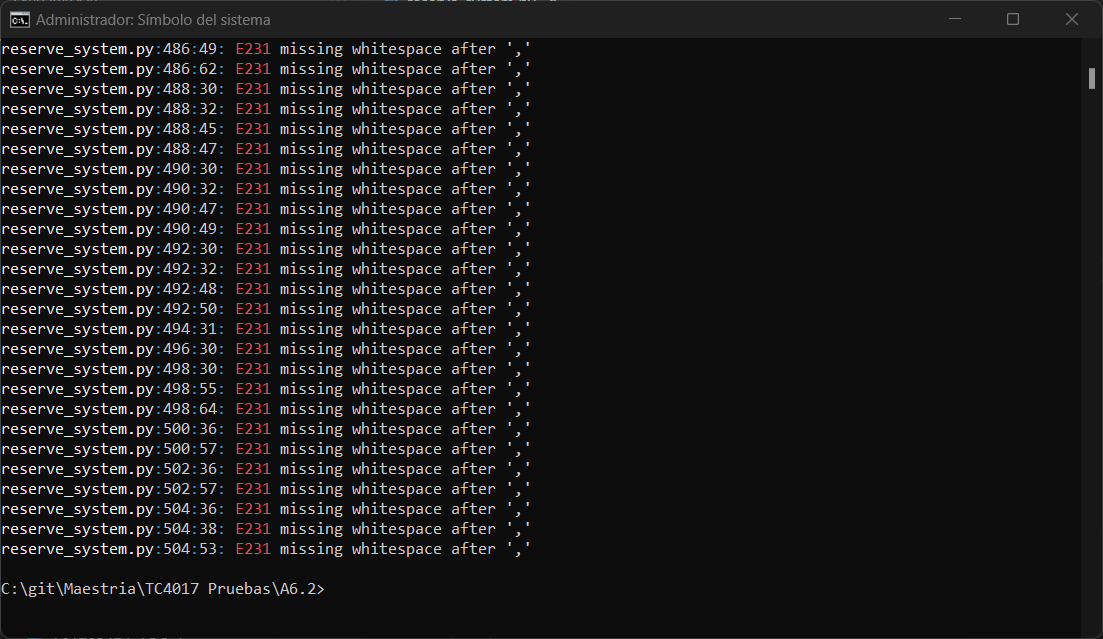 Administrador: Símbolo del sistema
reserve_system.py:486:49: E231 missing whitespace after ','
reserve_system.py:486:62: E231 missing whitespace after ','
reserve_system.py:488:30: E231 missing whitespace after ','
reserve_system.py:488:32: E231 missing whitespace after ','
reserve_system.py:488:45: E231 missing whitespace after ','
reserve_system.py:488:47: E231 missing whitespace after ','
reserve_system.py:490:30: E231 missing whitespace after ','
reserve_system.py:490:32: E231 missing whitespace after ','
reserve_system.py:490:47: E231 missing whitespace after ','
reserve_system.py:490:49: E231 missing whitespace after ','
reserve_system.py:492:30: E231 missing whitespace after ','
reserve_system.py:492:32: E231 missing whitespace after ','
reserve_system.py:492:48: E231 missing whitespace after ','
reserve_system.py:492:50: E231 missing whitespace after ','
reserve_system.py:494:31: E231 missing whitespace after ','
reserve_system.py:496:30: E231 missing whitespace after ','
reserve_system.py:498:30: E231 missing whitespace after ','
reserve_system.py:498:55: E231 missing whitespace after ','
reserve_system.py:498:64: E231 missing whitespace after ','
reserve_system.py:500:36: E231 missing whitespace after ','
reserve_system.py:500:57: E231 missing whitespace after ','
reserve_system.py:502:36: E231 missing whitespace after ','
reserve_system.py:502:57: E231 missing whitespace after ','
reserve_system.py:504:36: E231 missing whitespace after ','
reserve_system.py:504:38: E231 missing whitespace after ','
reserve_system.py:504:53: E231 missing whitespace after ','
C:\git\Maestria\TC4017 Pruebas\A6.2>